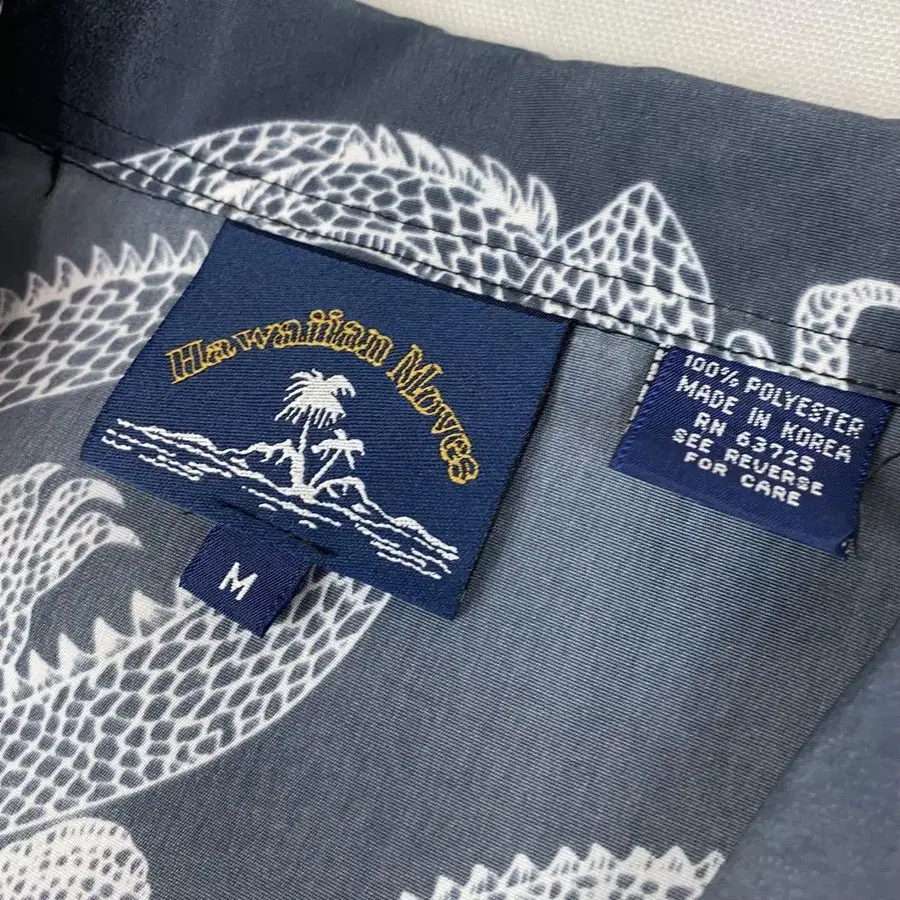 Hawaiian Moves
M
100% POLYESTER
MADE IN KOREA
RN 63725
SEE REVERSE
FOR CARE